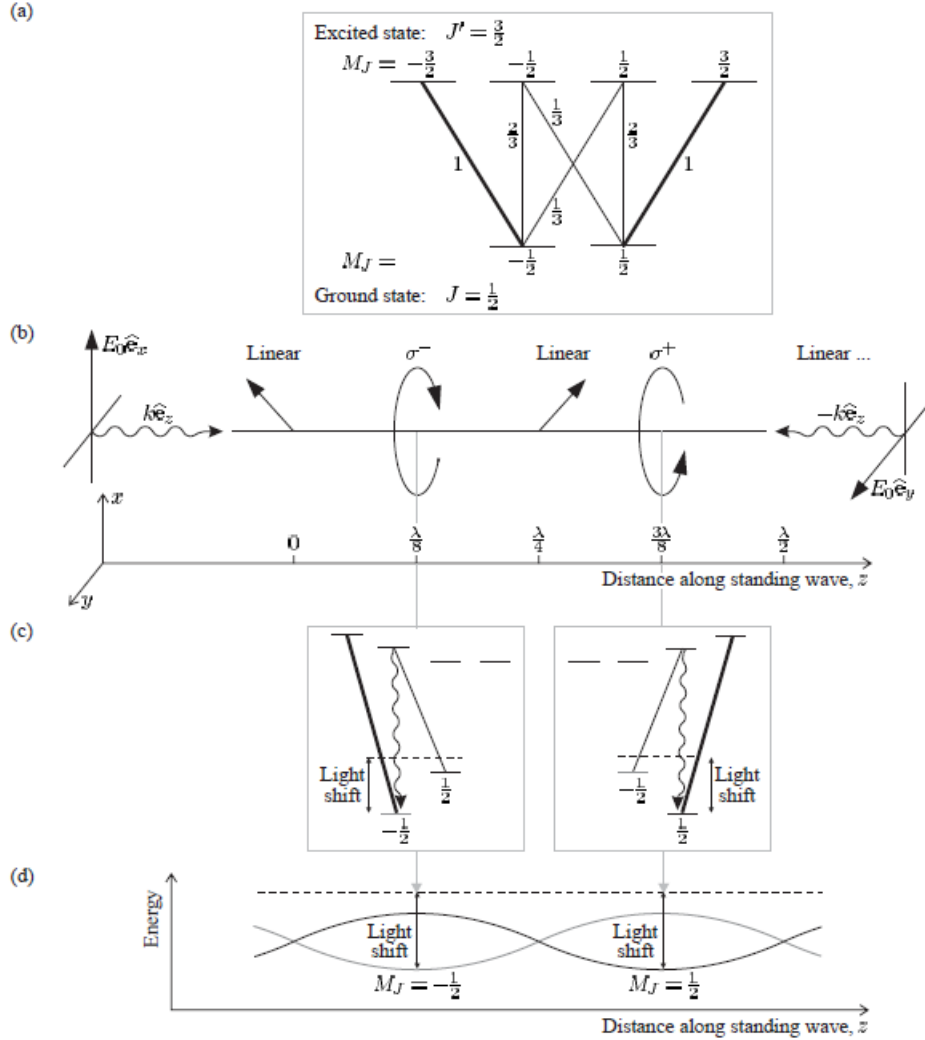 (a)
Excited state: J' = 3/2
M_J = −3/2 −1/2 1/2 3/2
1 2/3 1/3 1/3 2/3 1
M_J = −1/2 1/2
Ground state: J = 1/2
(b)
E₀ê_x Linear σ⁻ Linear σ⁺ Linear ...
kê_z −kê_z
E₀ê_y
x
y
0 λ/8 λ/4 3λ/8 λ/2
Distance along standing wave, z
(c)
Light shift
−1/2 1/2
Light shift
−1/2 1/2
(d)
Energy
Light shift
M_J = −1/2
Light shift
M_J = 1/2
Distance along standing wave, z